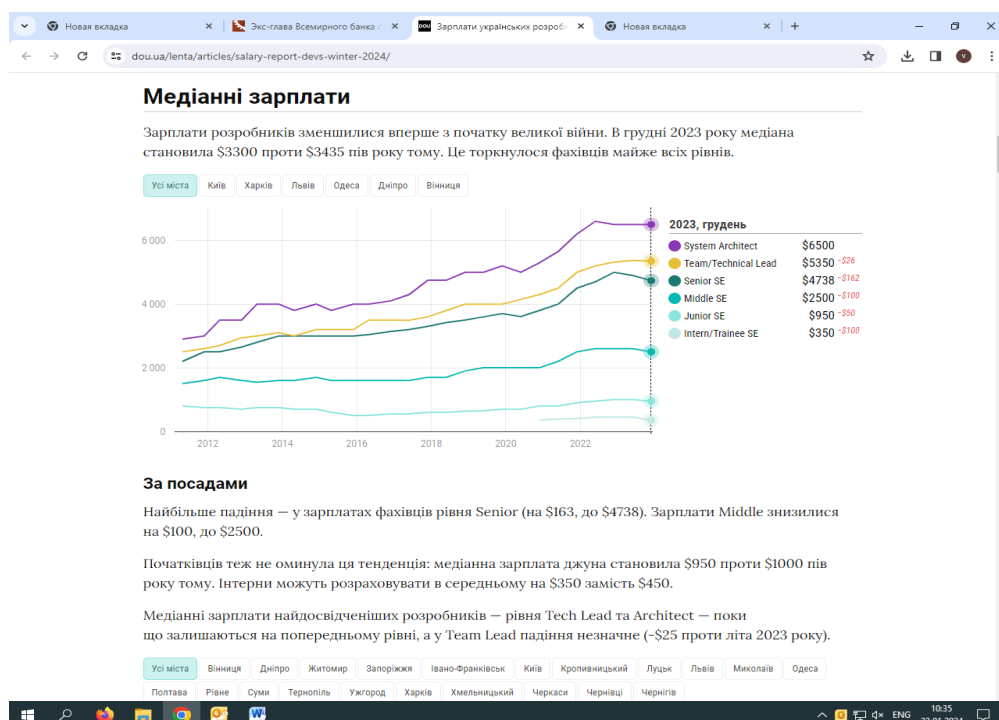 Новая вкладка
Экс-глава Всемирного банка
Зарплати українських розроб
Новая вкладка
dou.ua/lenta/articles/salary-report-devs-winter-2024/
V
Медіанні зарплати
Зарплати розробників зменшилися вперше з початку великої війни. В грудні 2023 року медіана
становила $3300 проти $3435 пів року тому. Це торкнулося фахівців майже всіх рівнів.
Усі міста Київ Харків Львів Одеса Дніпро Вінниця
2023, грудень
System Architect $6500
Team/Technical Lead $5350 -$26
Senior SE $4738 -$162
Middle SE $2500 -$100
Junior SE $950 -$50
Intern/Trainee SE $350 -$100
6 000
4 000
2 000
0
2012 2014 2016 2018 2020 2022
За посадами
Найбільше падіння — у зарплатах фахівців рівня Senior (на $163, до $4738). Зарплати Middle знизилися
на $100, до $2500.
Початківців теж не оминула ця тенденція: медіанна зарплата джуна становила $950 проти $1000 пів
року тому. Інтерни можуть розраховувати в середньому на $350 замість $450.
Медіанні зарплати найдосвідченіших розробників — рівня Tech Lead та Architect — поки
що залишаються на попередньому рівні, а у Team Lead падіння незначне (-$25 проти літа 2023 року).
Усі міста Вінниця Дніпро Житомир Запоріжжя Івано-Франківськ Київ Кропивницький Луцьк Львів Миколаїв Одеса
Полтава Рівне Суми Тернопіль Ужгород Харків Хмельницький Черкаси Чернівці Чернігів
ENG
10:35